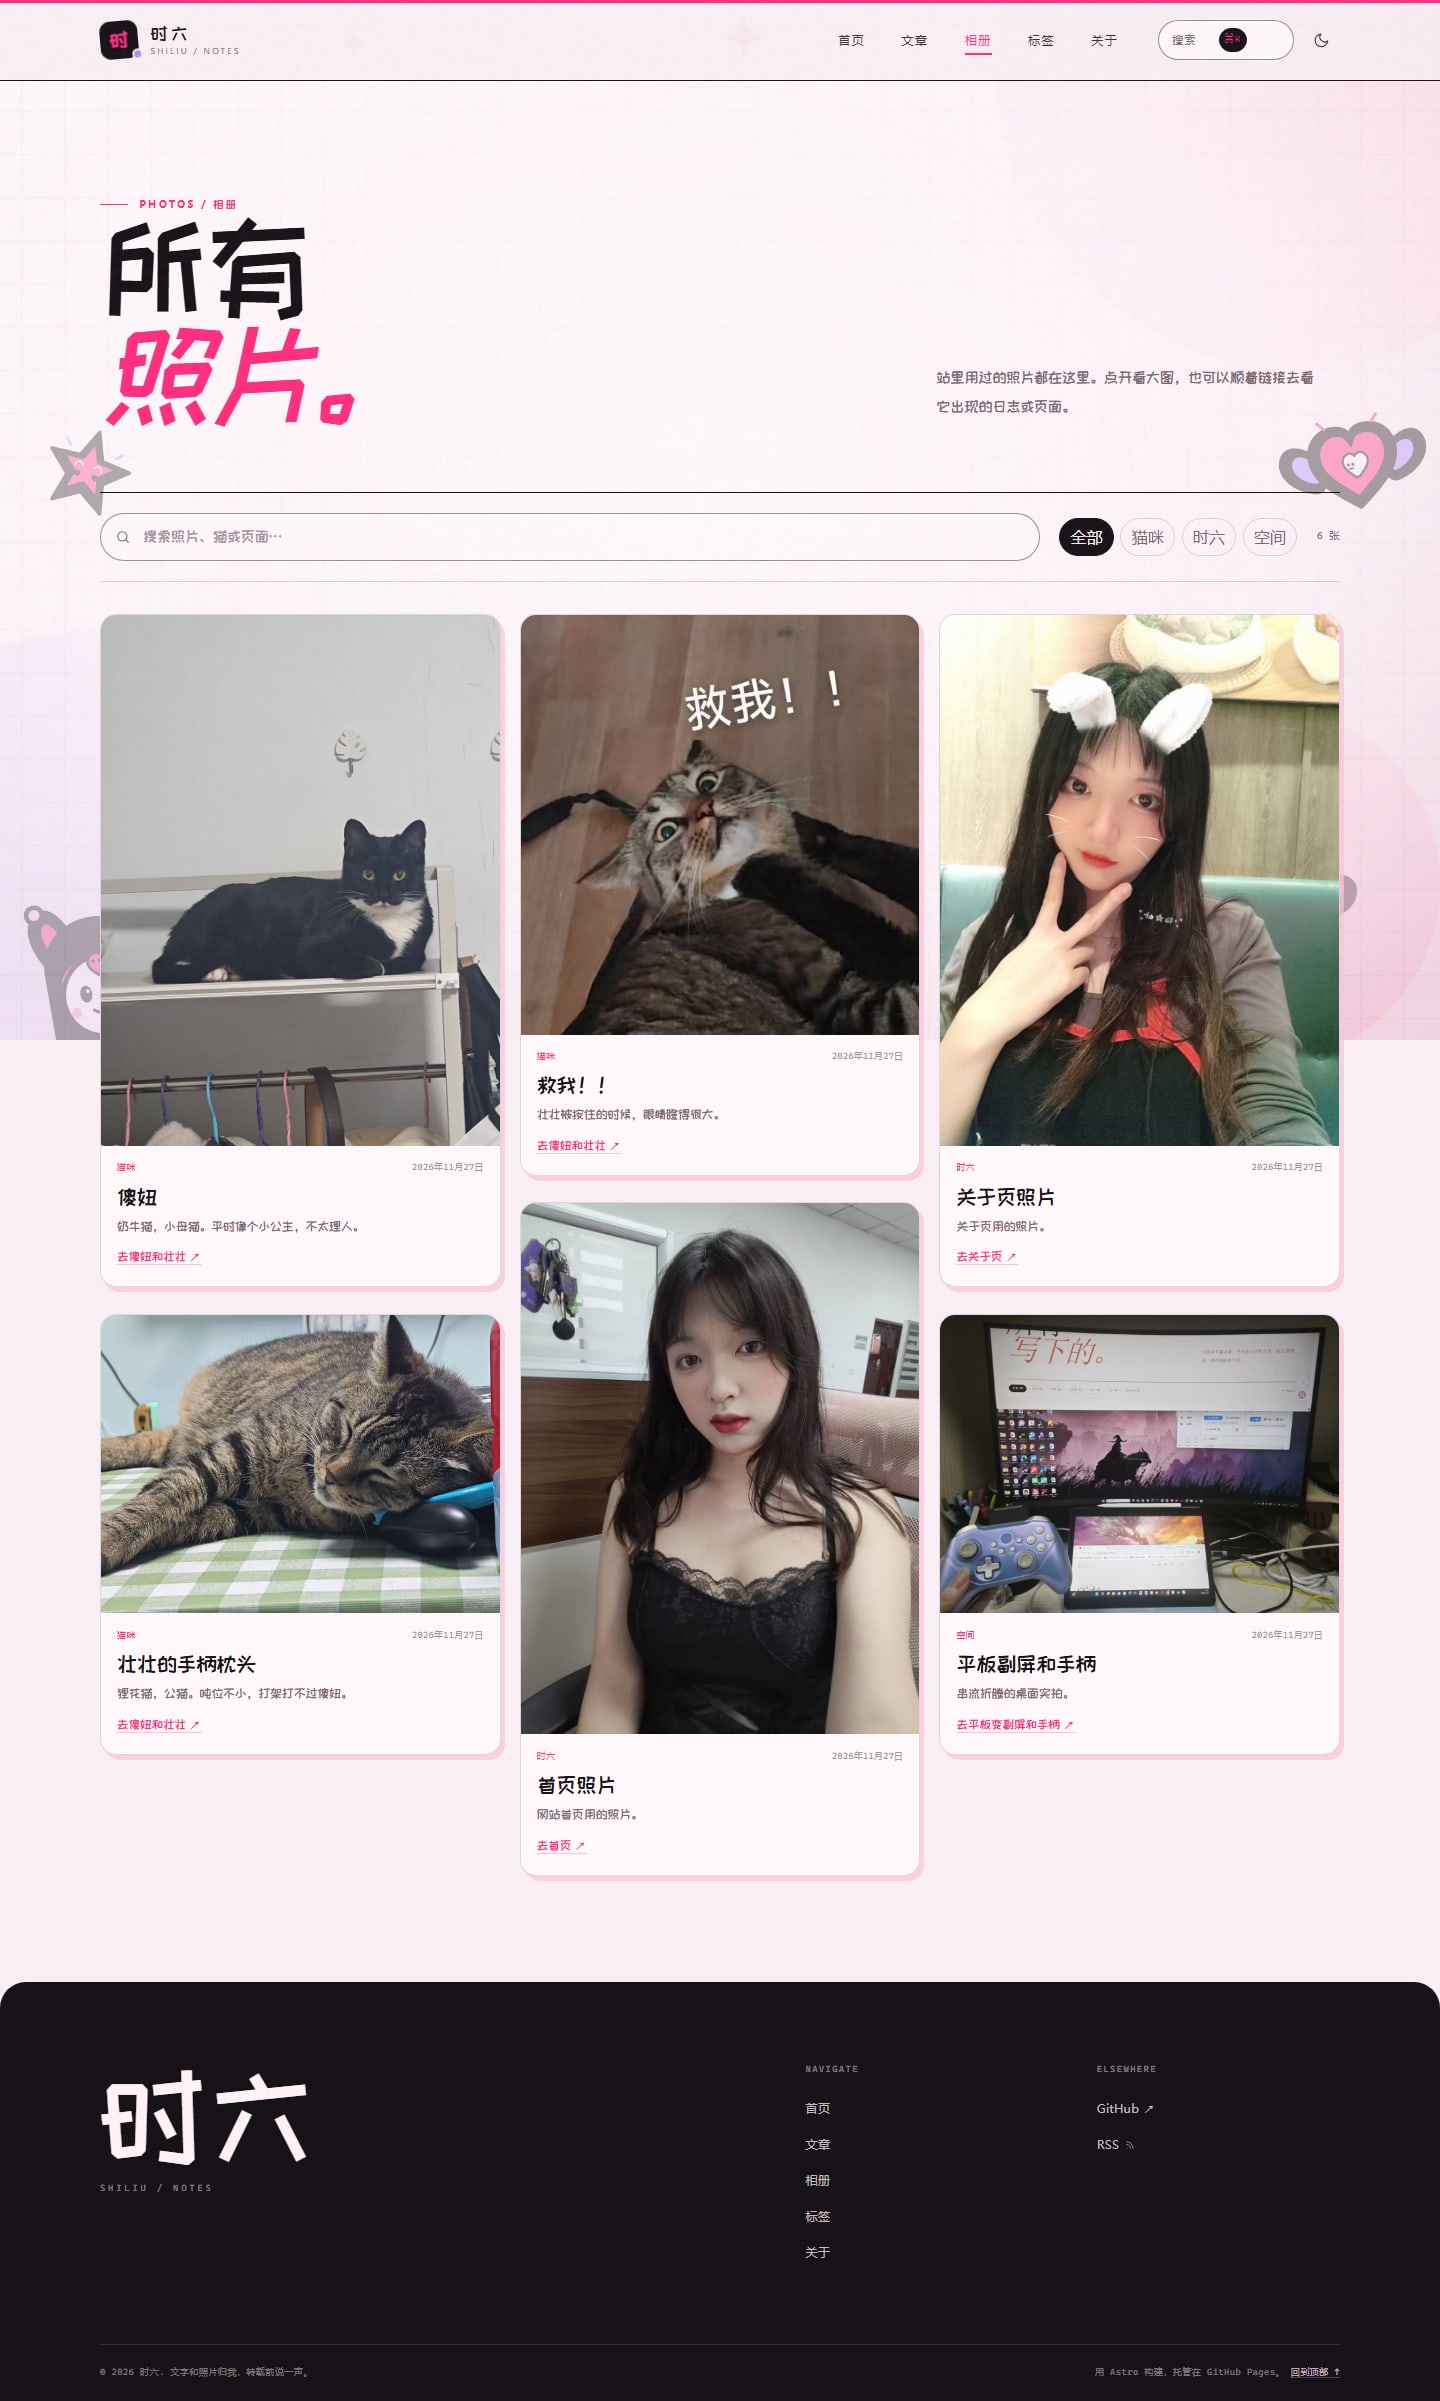 时
时六
SHILIU / NOTES
首页
文章
相册
标签
关于
搜索
⌘K
PHOTOS / 相册
所有
照片。
站里用过的照片都在这里。点开看大图，也可以顺着链接去看
它出现的日志或页面。
搜索照片、猫或页面…
全部
猫咪
时六
空间
6 张
救我！！
猫咪
2026年11月27日
傻妞
奶牛猫，小母猫。平时像个小公主，不太理人。
去傻妞和壮壮 ↗
猫咪
2026年11月27日
救我！！
壮壮被按住的时候，眼睛瞪得很大。
去傻妞和壮壮 ↗
时六
2026年11月27日
关于页照片
关于页用的照片。
去关于页 ↗
猫咪
2026年11月27日
壮壮的手柄枕头
狸花猫，公猫。吨位不小，打架打不过傻妞。
去傻妞和壮壮 ↗
时六
2026年11月27日
首页照片
网站首页用的照片。
去首页 ↗
写下的。
空间
2026年11月27日
平板副屏和手柄
串流折腾的桌面实拍。
去平板变副屏和手柄 ↗
时六
SHILIU / NOTES
NAVIGATE
首页
文章
相册
标签
关于
ELSEWHERE
GitHub ↗
RSS
© 2026 时六. 文字和照片归我，转载前说一声。
用 Astro 构建，托管在 GitHub Pages。 回到顶部 ↑